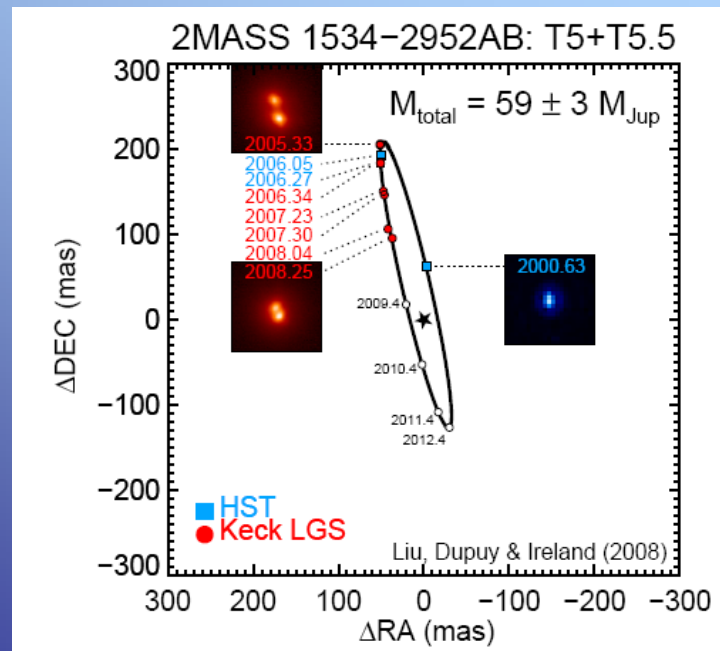 2MASS 1534−2952AB: T5+T5.5
M_total = 59 ± 3 M_Jup
300
200
100
0
−100
−200
−300
ΔDEC (mas)
2005.33
2006.05
2006.27
2006.34
2007.23
2007.30
2008.04
2008.25
2000.63
2009.4
2010.4
2011.4
2012.4
HST
Keck LGS
Liu, Dupuy & Ireland (2008)
300 200 100 0 −100 −200 −300
ΔRA (mas)